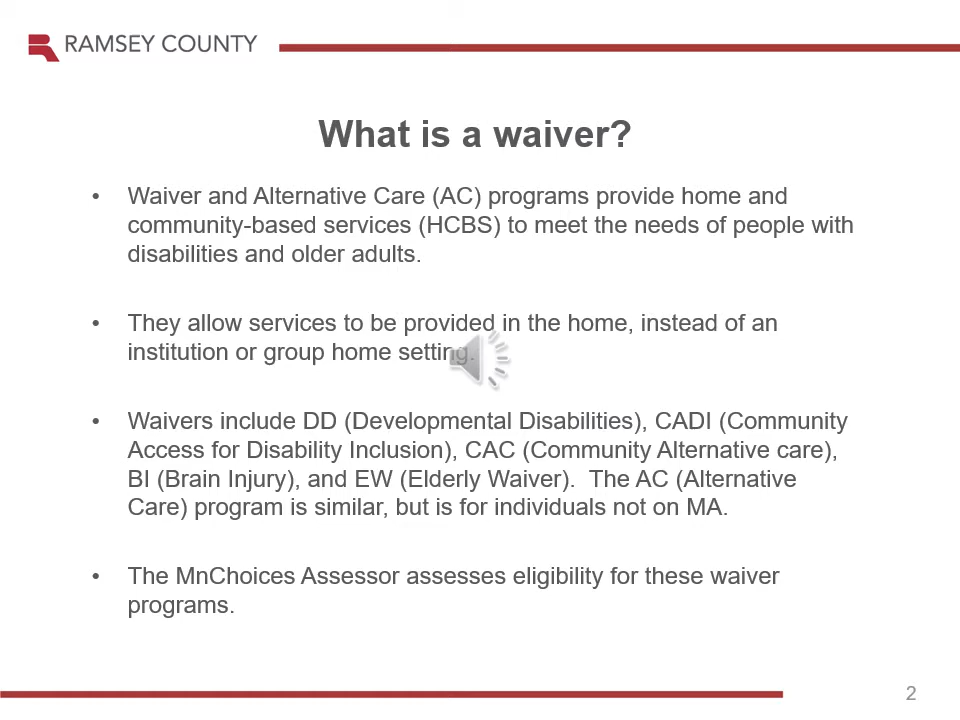 RAMSEY COUNTY
What is a waiver?
• Waiver and Alternative Care (AC) programs provide home and
community-based services (HCBS) to meet the needs of people with
disabilities and older adults.
• They allow services to be provided in the home, instead of an
institution or group home setting.
• Waivers include DD (Developmental Disabilities), CADI (Community
Access for Disability Inclusion), CAC (Community Alternative care),
BI (Brain Injury), and EW (Elderly Waiver).  The AC (Alternative
Care) program is similar, but is for individuals not on MA.
• The MnChoices Assessor assesses eligibility for these waiver
programs.
2